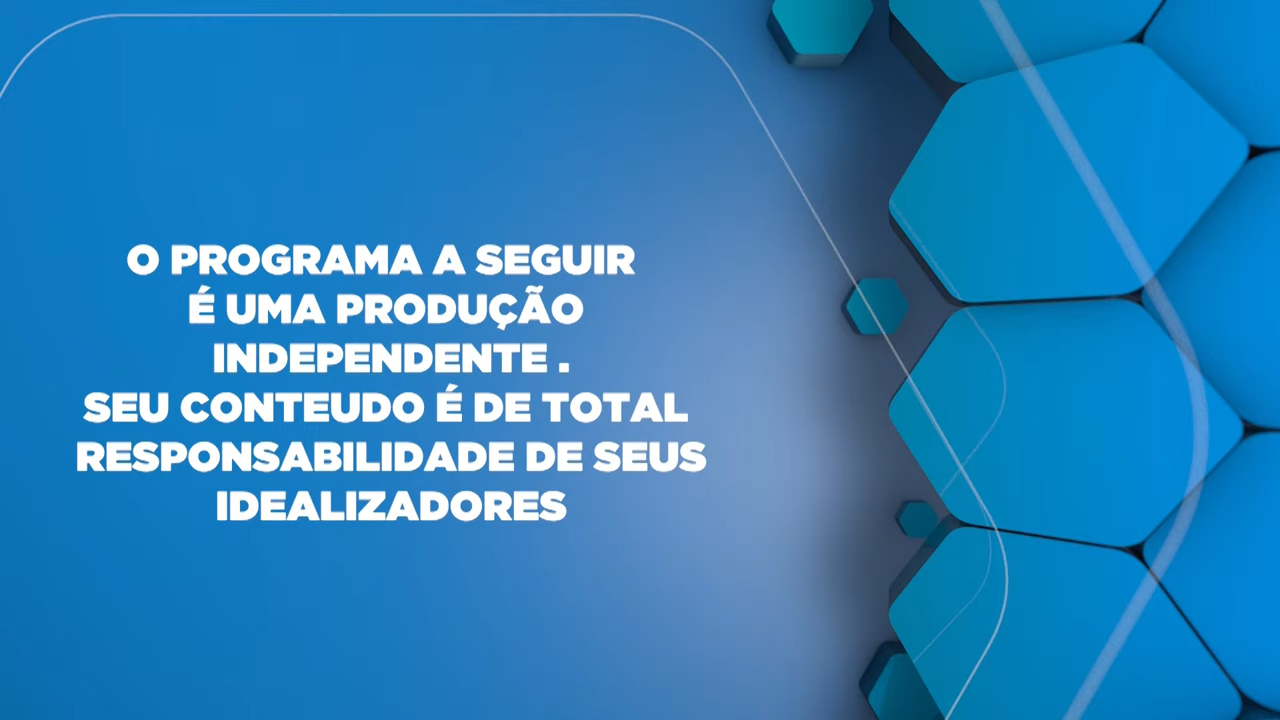 O PROGRAMA A SEGUIR
É UMA PRODUÇÃO
INDEPENDENTE .
SEU CONTEUDO É DE TOTAL
RESPONSABILIDADE DE SEUS
IDEALIZADORES